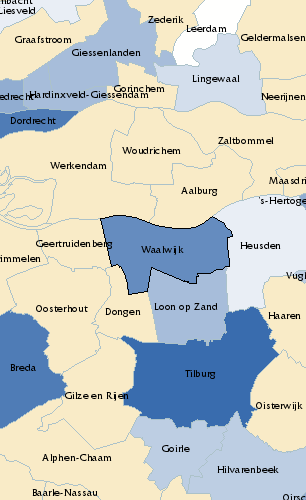 Liesveld
Zederik
Leerdam
Graafstroom
Geldermalsen
Giessenlanden
Lingewaal
Gorinchem
Hardinxveld-Giessendam
Neerijnen
Dordrecht
Woudrichem
Zaltbommel
Werkendam
Maasdri
Aalburg
's-Hertoge
Geertruidenberg
Waalwijk
Heusden
immelen
Vugh
Oosterhout
Loon op Zand
Dongen
Haaren
Breda
Tilburg
Gilze en Rijen
Oisterwijk
Goirle
Alphen-Chaam
Hilvarenbeek
Baarle-Nassau
Oirs